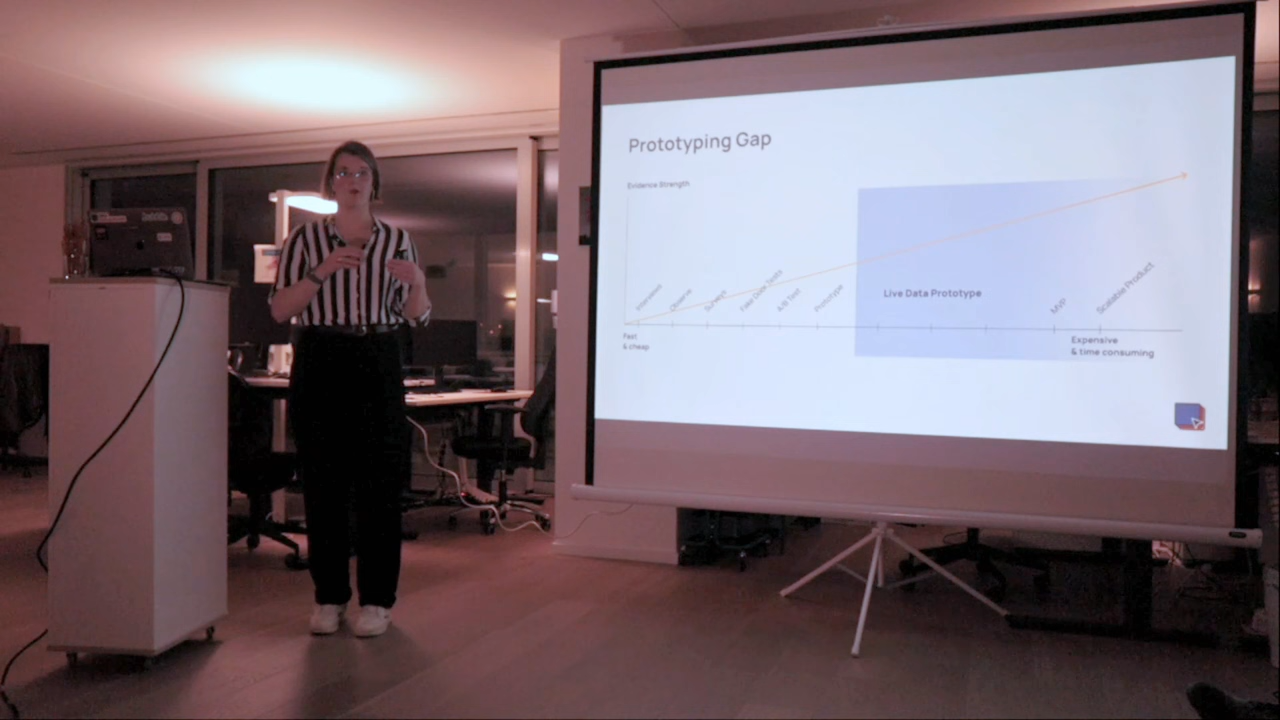 Prototyping Gap
Evidence Strength
Interviews
Observe
Surveys
Fake Door Tests
A/B Test
Prototype
Live Data Prototype
MVP
Scalable Product
Fast
& cheap
Expensive
& time consuming